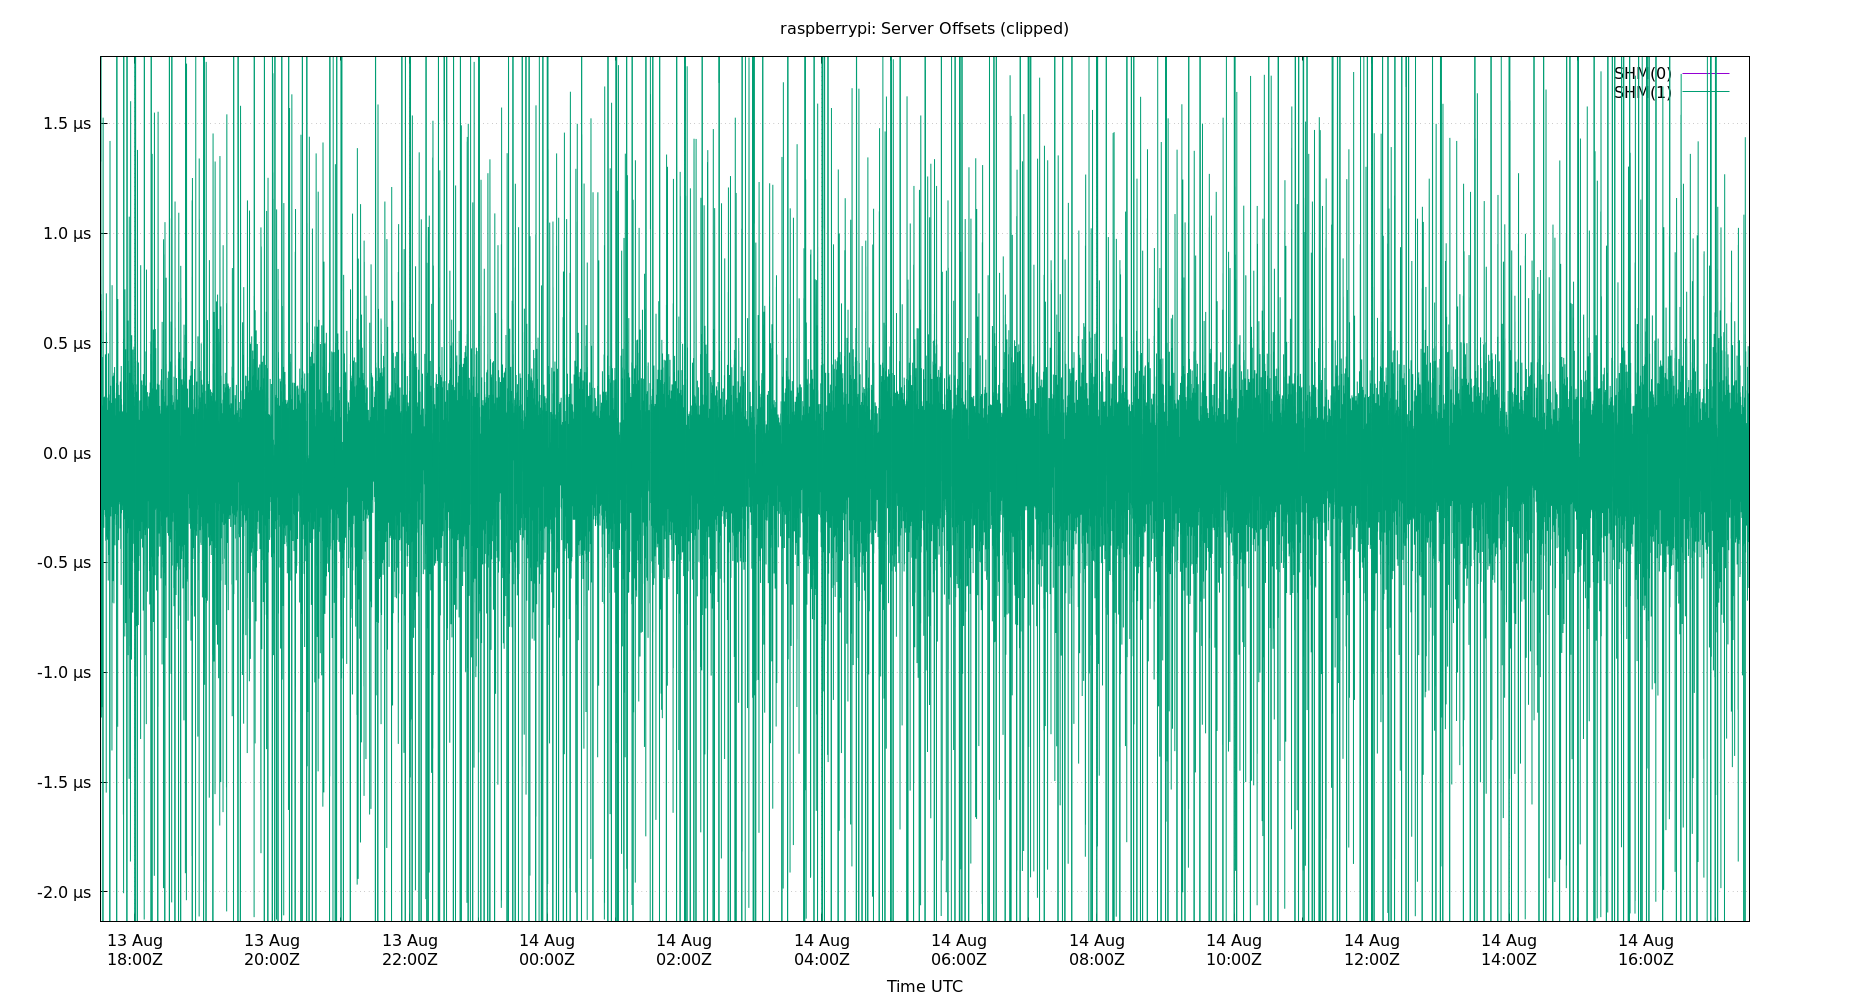 raspberrypi: Server Offsets (clipped)
SHM(0)
SHM(1)
1.5 µs
1.0 µs
0.5 µs
0.0 µs
-0.5 µs
-1.0 µs
-1.5 µs
-2.0 µs
13 Aug 13 Aug 13 Aug 14 Aug 14 Aug 14 Aug 14 Aug 14 Aug 14 Aug 14 Aug 14 Aug 14 Aug
18:00Z 20:00Z 22:00Z 00:00Z 02:00Z 04:00Z 06:00Z 08:00Z 10:00Z 12:00Z 14:00Z 16:00Z
Time UTC